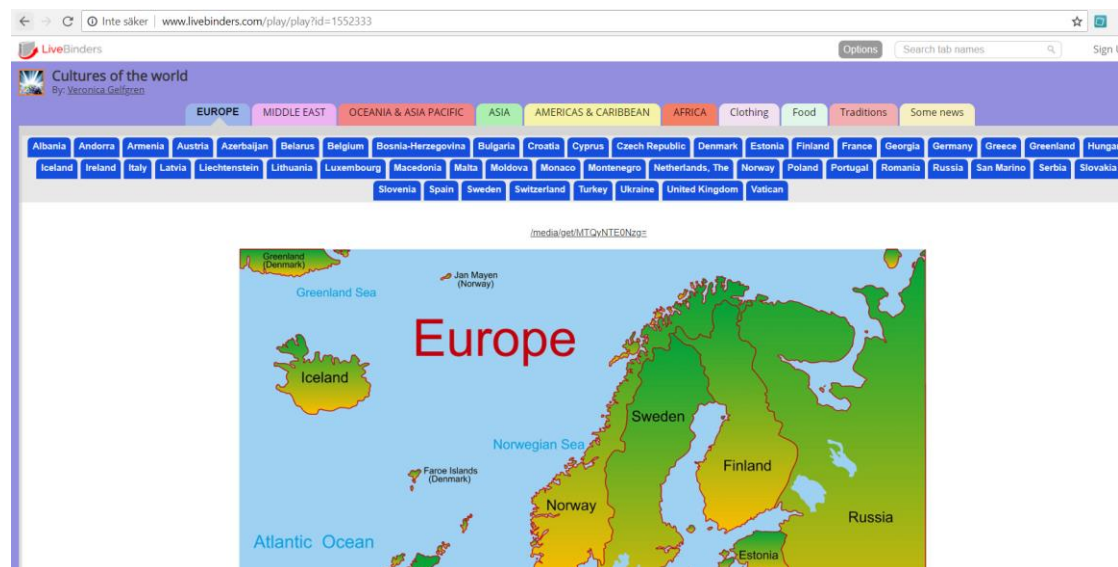 Inte säker | www.livebinders.com/play/play?id=1552333
LiveBinders
Options
Search tab names
Sign
Cultures of the world
By: Veronica Gelfgren
EUROPE MIDDLE EAST OCEANIA & ASIA PACIFIC ASIA AMERICAS & CARIBBEAN AFRICA Clothing Food Traditions Some news
Albania Andorra Armenia Austria Azerbaijan Belarus Belgium Bosnia-Herzegovina Bulgaria Croatia Cyprus Czech Republic Denmark Estonia Finland France Georgia Germany Greece Greenland Hungar
Iceland Ireland Italy Latvia Liechtenstein Lithuania Luxembourg Macedonia Malta Moldova Monaco Montenegro Netherlands, The Norway Poland Portugal Romania Russia San Marino Serbia Slovakia
Slovenia Spain Sweden Switzerland Turkey Ukraine United Kingdom Vatican
/media/get/MTQyNTE0Nzg=
Greenland
(Denmark)
Jan Mayen
(Norway)
Greenland Sea
Europe
Iceland
Sweden
Norwegian Sea
Finland
Faroe Islands
(Denmark)
Norway
Russia
Atlantic Ocean
Estonia